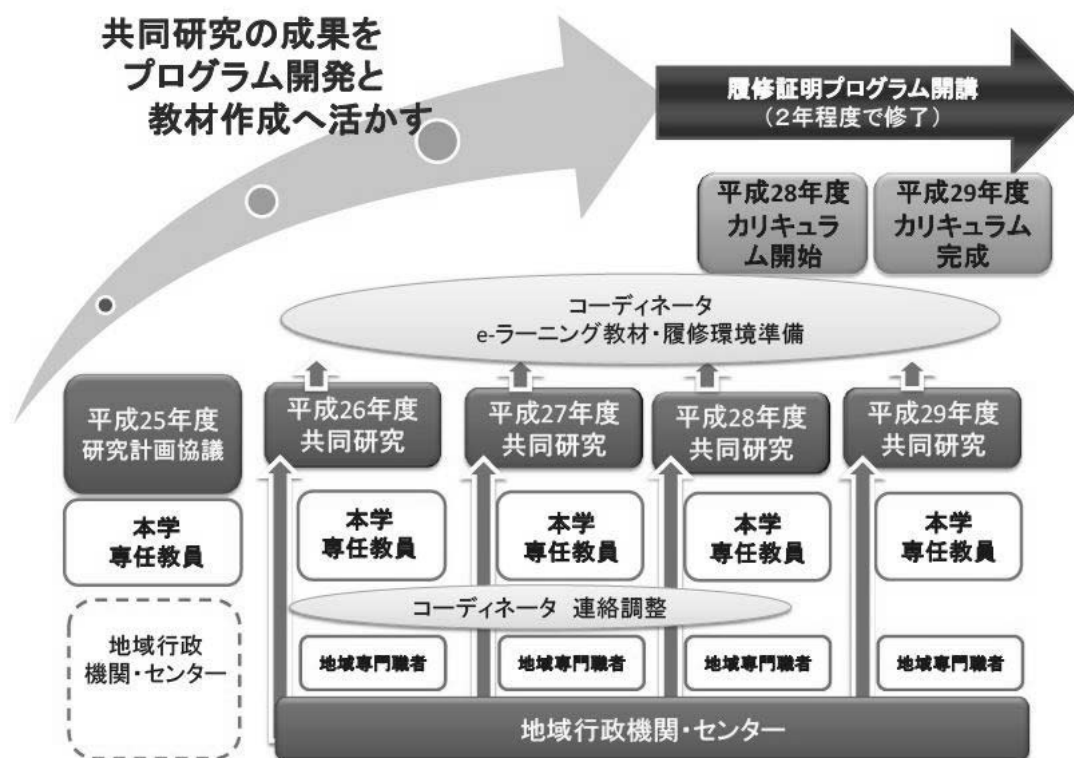 共同研究の成果を
プログラム開発と
教材作成へ活かす
履修証明プログラム開講
（２年程度で修了）
平成28年度
カリキュラ
ム開始
平成29年度
カリキュラム
完成
コーディネータ
e-ラーニング教材・履修環境準備
平成25年度
研究計画協議
平成26年度
共同研究
平成27年度
共同研究
平成28年度
共同研究
平成29年度
共同研究
本学
専任教員
本学
専任教員
本学
専任教員
本学
専任教員
本学
専任教員
コーディネータ 連絡調整
地域行政
機関・センター
地域専門職者
地域専門職者
地域専門職者
地域専門職者
地域行政機関・センター